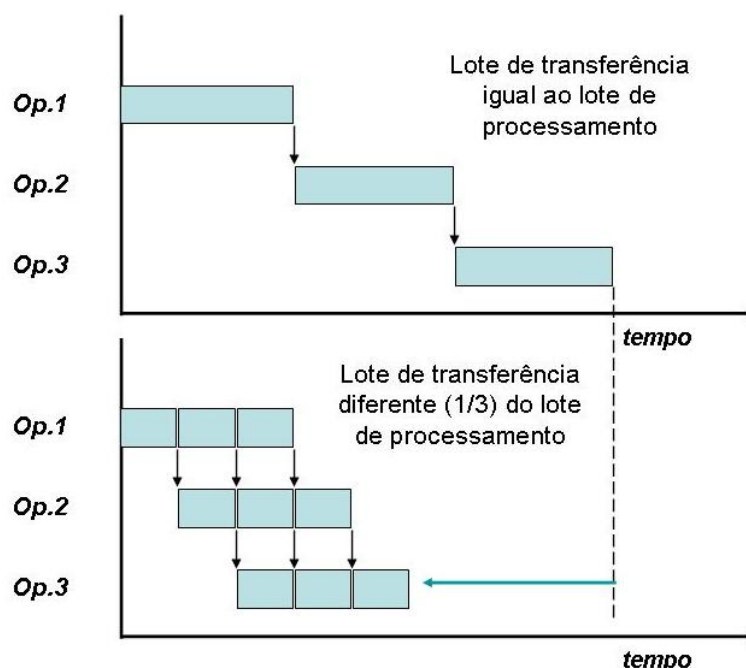 Lote de transferência
igual ao lote de
processamento
Op.1
Op.2
Op.3
tempo
Lote de transferência
diferente (1/3) do lote
de processamento
Op.1
Op.2
Op.3
tempo